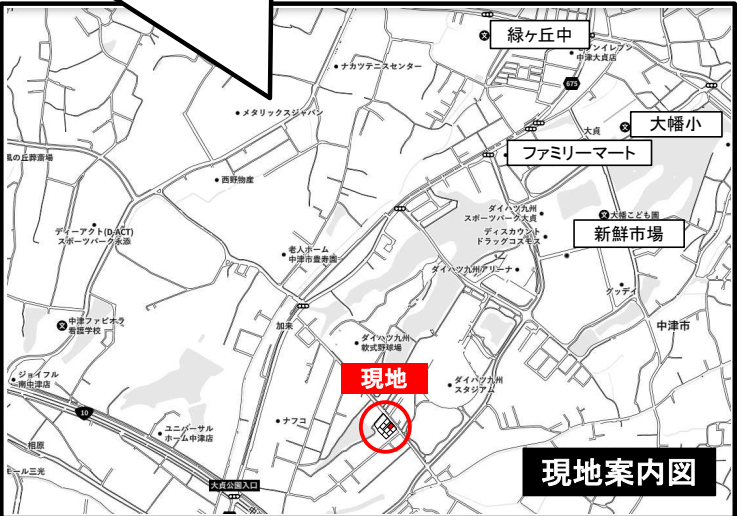 緑ヶ丘中
セブンイレブン
中津大貞店
ナカツテニスセンター
675
メタリックスジャパン
大貞
大幡小
ファミリーマート
風の丘葬斎場
西野物産
ダイハツ九州
スポーツパーク大貞
大幡こども園
ディスカウント
ドラッグコスモス
新鮮市場
ディーアクト(D-ACT)
スポーツパーク永添
老人ホーム
中津市豊寿園
ダイハツ九州アリーナ
グッデイ
中津ファビオラ
看護学校
加来
中津市
ダイハツ九州
軟式野球場
現地
ジョイフル
南中津店
ダイハツ九州
スタジアム
10
ナフコ
ユニバーサル
ホーム中津店
相原
モール三光
大貞公園入口
現地案内図